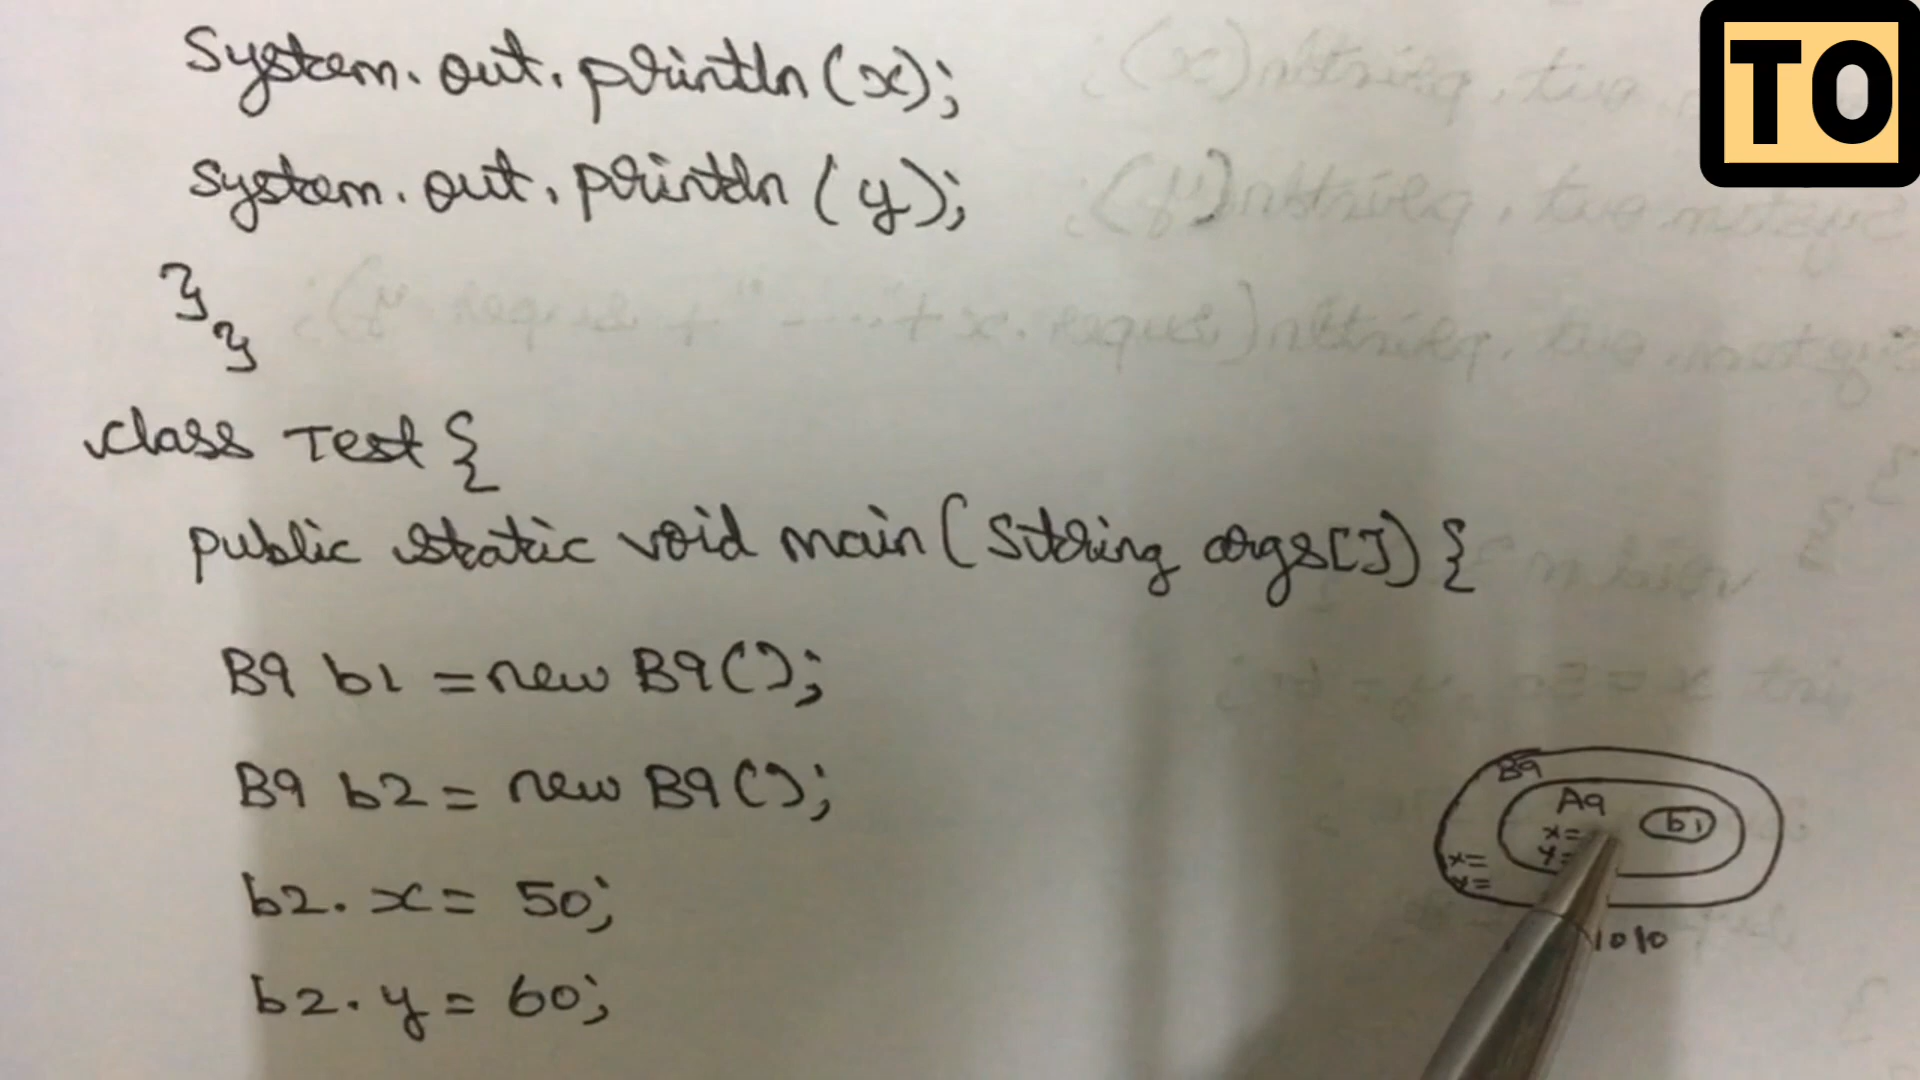 System.out.println(x);
System.out.println(y);
}
}
class Test {
public static void main(String args[]) {
B9 b1 = new B9();
B9 b2 = new B9();
b2.x = 50;
b2.y = 60;
TO
B9
A9
b1
x=
y=
x=
1010